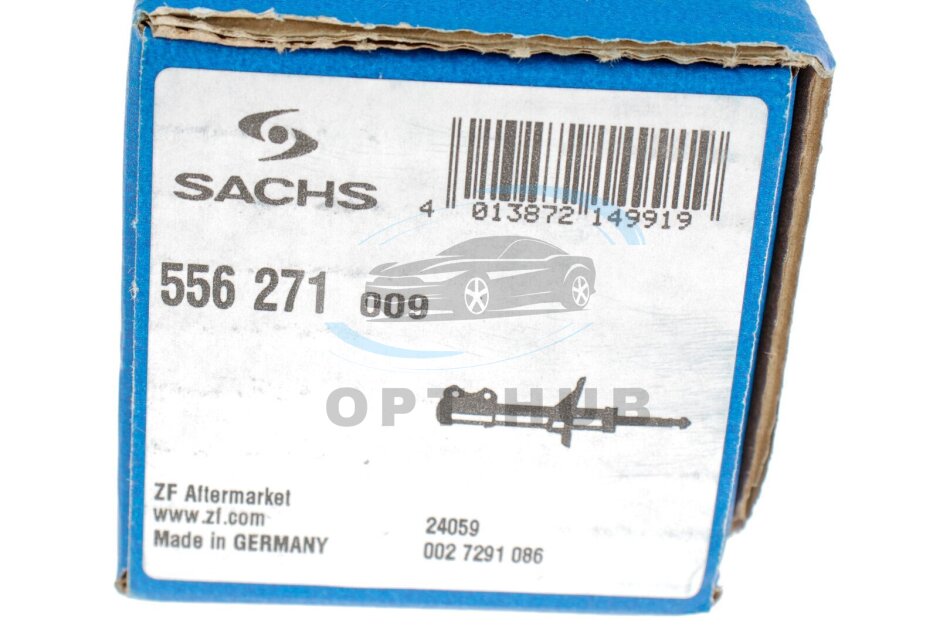 SACHS
4 013872 149919
556 271 009
OPTIHUB
ZF Aftermarket
www.zf.com
Made in GERMANY
24059
002 7291 086